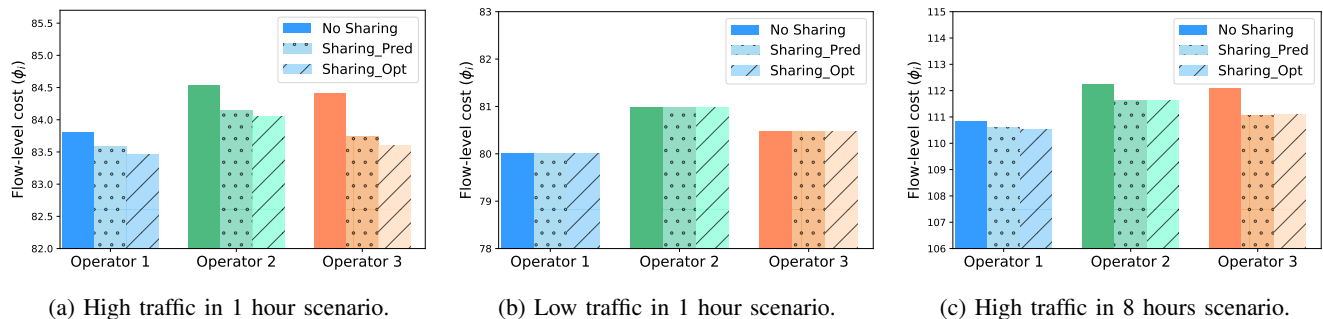 85.5
85.0
84.5
84.0
83.5
83.0
82.5
82.0
Flow-level cost (ϕi)
No Sharing
Sharing_Pred
Sharing_Opt
Operator 1 Operator 2 Operator 3
(a) High traffic in 1 hour scenario.
83
82
81
80
79
78
Flow-level cost (ϕi)
No Sharing
Sharing_Pred
Sharing_Opt
Operator 1 Operator 2 Operator 3
(b) Low traffic in 1 hour scenario.
115
114
113
112
110
109
108
107
106
Flow-level cost (ϕi)
No Sharing
Sharing_Pred
Sharing_Opt
Operator 1 Operator 2 Operator 3
(c) High traffic in 8 hours scenario.